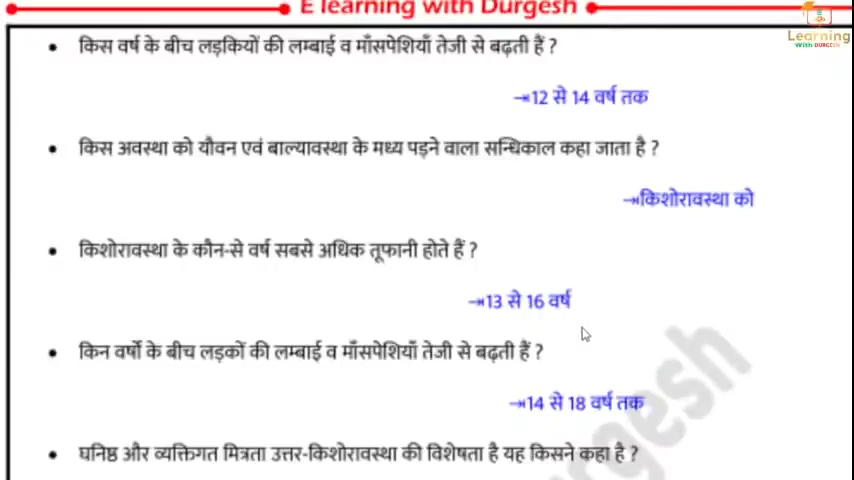 E learning with Durgesh
Learning
With DURGESH
• किस वर्ष के बीच लड़कियों की लम्बाई व माँसपेशियाँ तेजी से बढ़ती हैं ?
⇥12 से 14 वर्ष तक
• किस अवस्था को यौवन एवं बाल्यावस्था के मध्य पड़ने वाला सन्धिकाल कहा जाता है ?
⇥किशोरावस्था को
• किशोरावस्था के कौन-से वर्ष सबसे अधिक तूफानी होते हैं ?
⇥13 से 16 वर्ष
• किन वर्षों के बीच लड़कों की लम्बाई व माँसपेशियाँ तेजी से बढ़ती हैं ?
⇥14 से 18 वर्ष तक
• घनिष्ठ और व्यक्तिगत मित्रता उत्तर-किशोरावस्था की विशेषता है यह किसने कहा है ?
urgesh